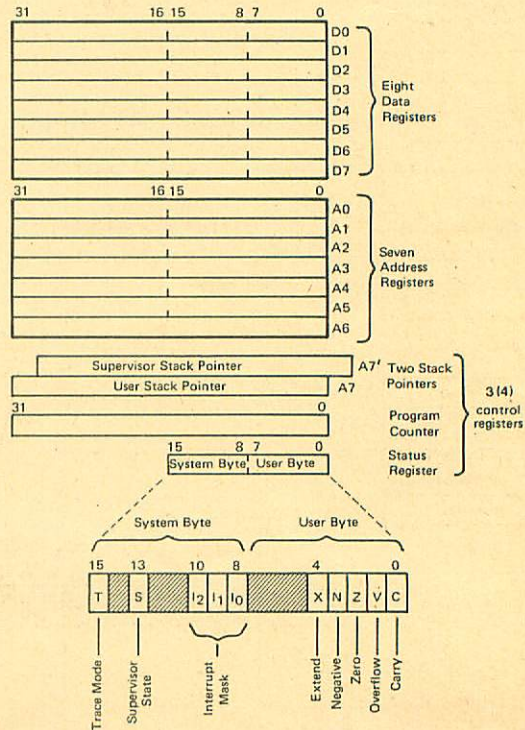 31 16 15 8 7 0
D0
D1
D2
D3
D4
D5
D6
D7
Eight
Data
Registers
31 16 15 0
A0
A1
A2
A3
A4
A5
A6
Seven
Address
Registers
Supervisor Stack Pointer A7'
User Stack Pointer A7
Two Stack
Pointers
31 0
Program
Counter
15 8 7 0
System Byte User Byte
Status
Register
3(4)
control
registers
System Byte User Byte
15 13 10 8 4 0
T S I2 I1 I0 X N Z V C
Trace Mode
Supervisor
State
Interrupt
Mask
Extend
Negative
Zero
Overflow
Carry